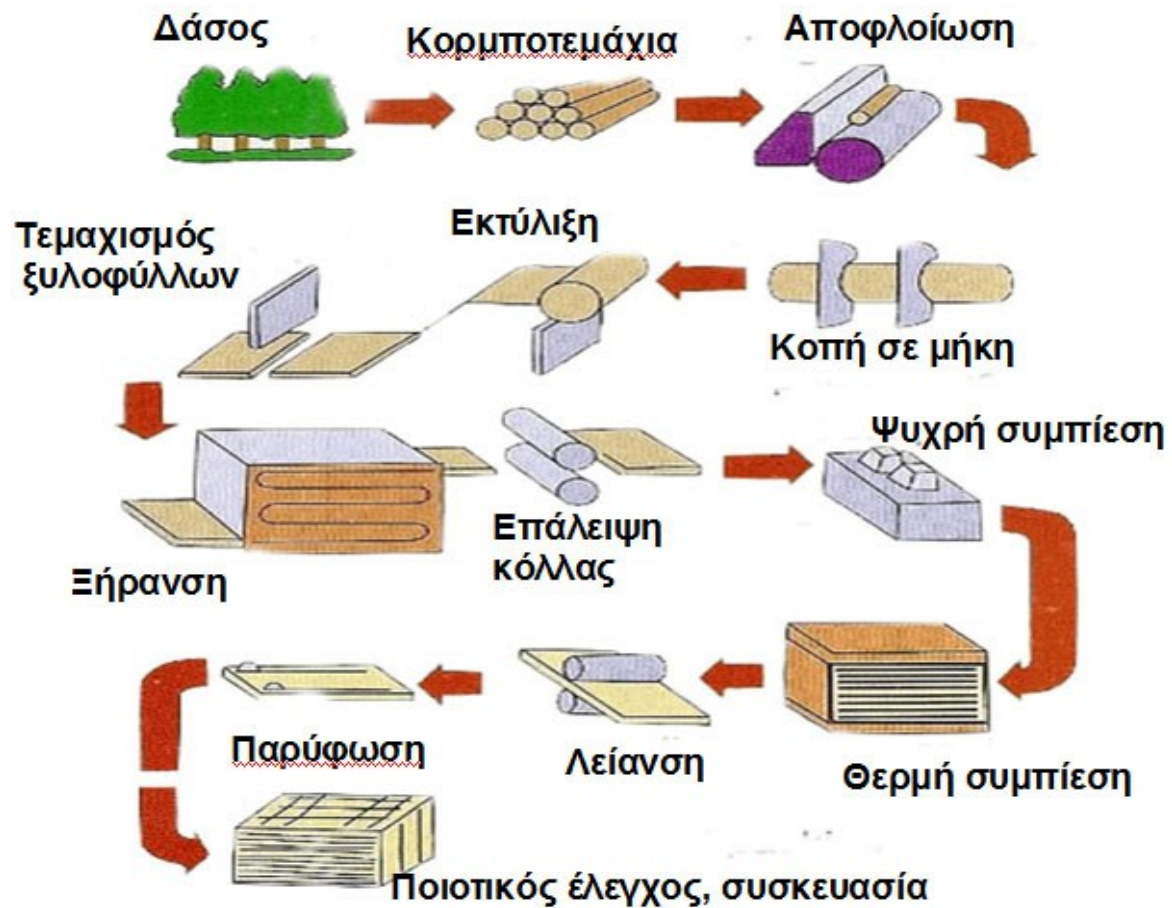 Δάσος
Κορμποτεμάχια
Αποφλοίωση
Τεμαχισμός
ξυλοφύλλων
Εκτύλιξη
Κοπή σε μήκη
Ξήρανση
Επάλειψη
κόλλας
Ψυχρή συμπίεση
Παρύφωση
Λείανση
Θερμή συμπίεση
Ποιοτικός έλεγχος, συσκευασία